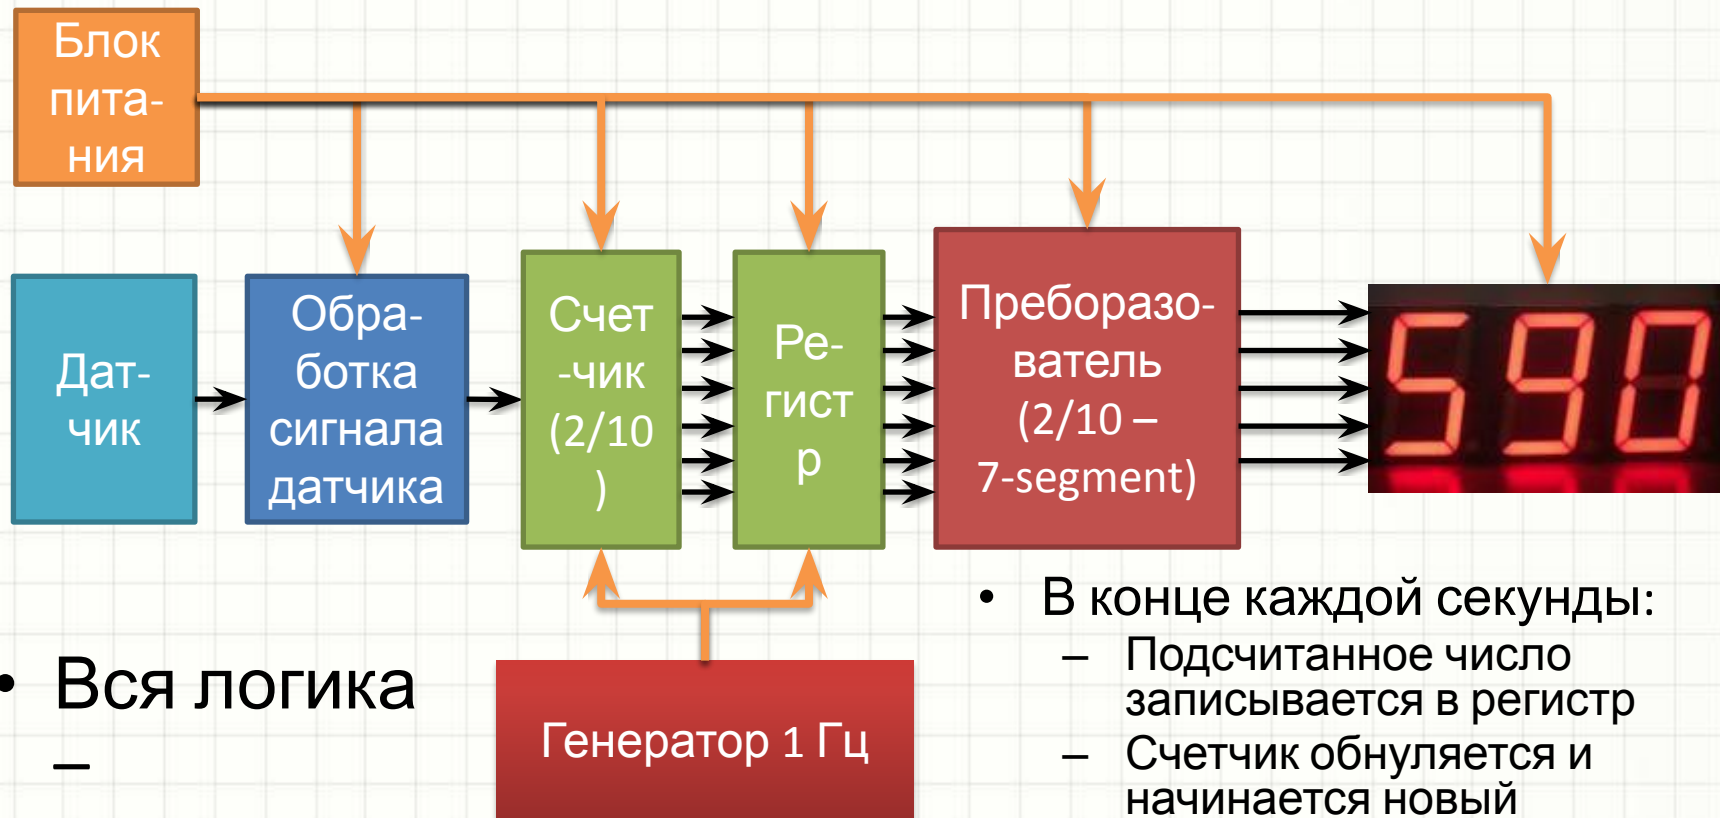 Блок
пита-
ния
Дат-
чик
Обра-
ботка
сигнала
датчика
Счет
-чик
(2/10
)
Ре-
гист
р
Преборазо-
ватель
(2/10 –
7-segment)
590
• В конце каждой секунды:
– Подсчитанное число
записывается в регистр
– Счетчик обнуляется и
начинается новый
• Вся логика
–
Генератор 1 Гц